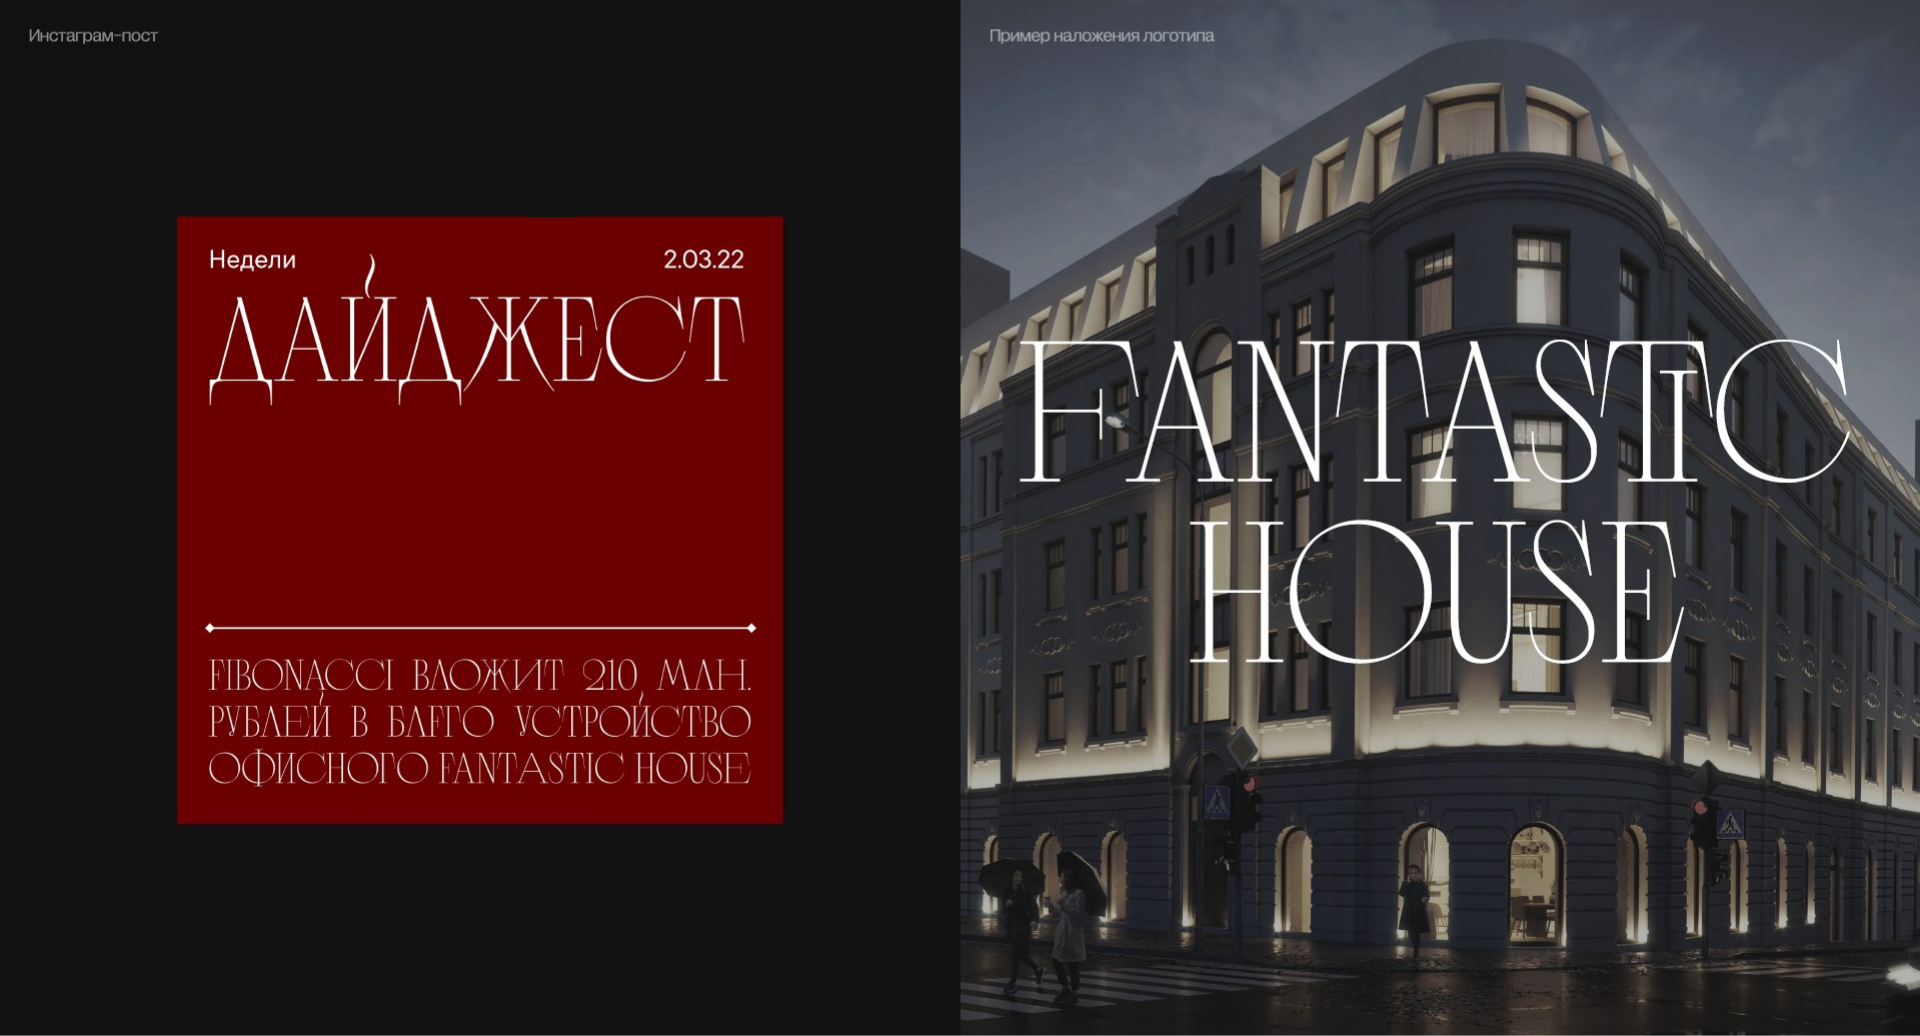 Инстаграм-пост
Недели 2.03.22
ДАЙДЖЕСТ
FIBONACCI ВЛОЖИТ 210 МЛН.
РУБЛЕЙ В БЛАГО УСТРОЙСТВО
ОФИСНОГО FANTASTIC HOUSE
Пример наложения логотипа
FANTASTIC
HOUSE